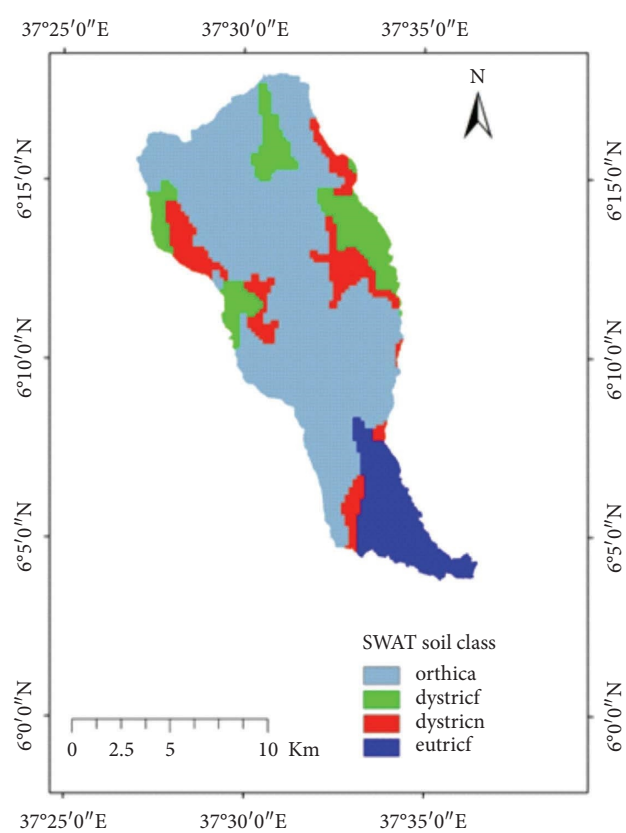 37°25′0″E 37°30′0″E 37°35′0″E
N
6°15′0″N 6°15′0″N
6°10′0″N 6°10′0″N
6°5′0″N 6°5′0″N
6°0′0″N 6°0′0″N
SWAT soil class
orthica
dystricf
dystricn
eutricf
0 2.5 5 10 Km
37°25′0″E 37°30′0″E 37°35′0″E